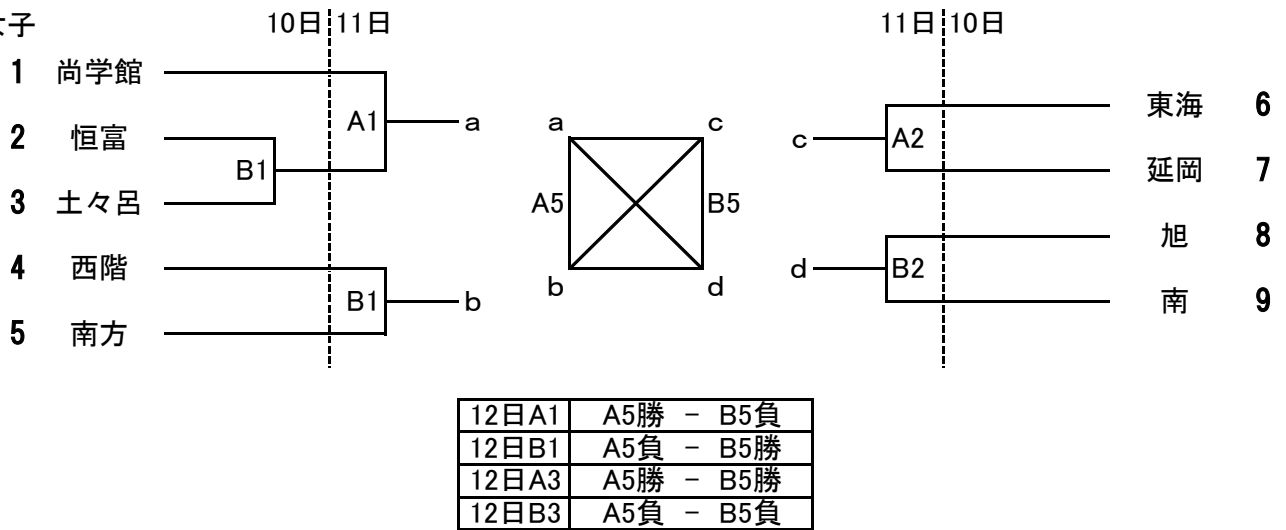 女子
10日 11日
11日 10日
1 尚学館
2 恒富
3 土々呂
4 西階
5 南方
B1
A1
B1
a
b
a
c
A5
B5
b
d
c
d
A2
B2
東海 6
延岡 7
旭 8
南 9
12日A1 A5勝 － B5負
12日B1 A5負 － B5勝
12日A3 A5勝 － B5勝
12日B3 A5負 － B5負